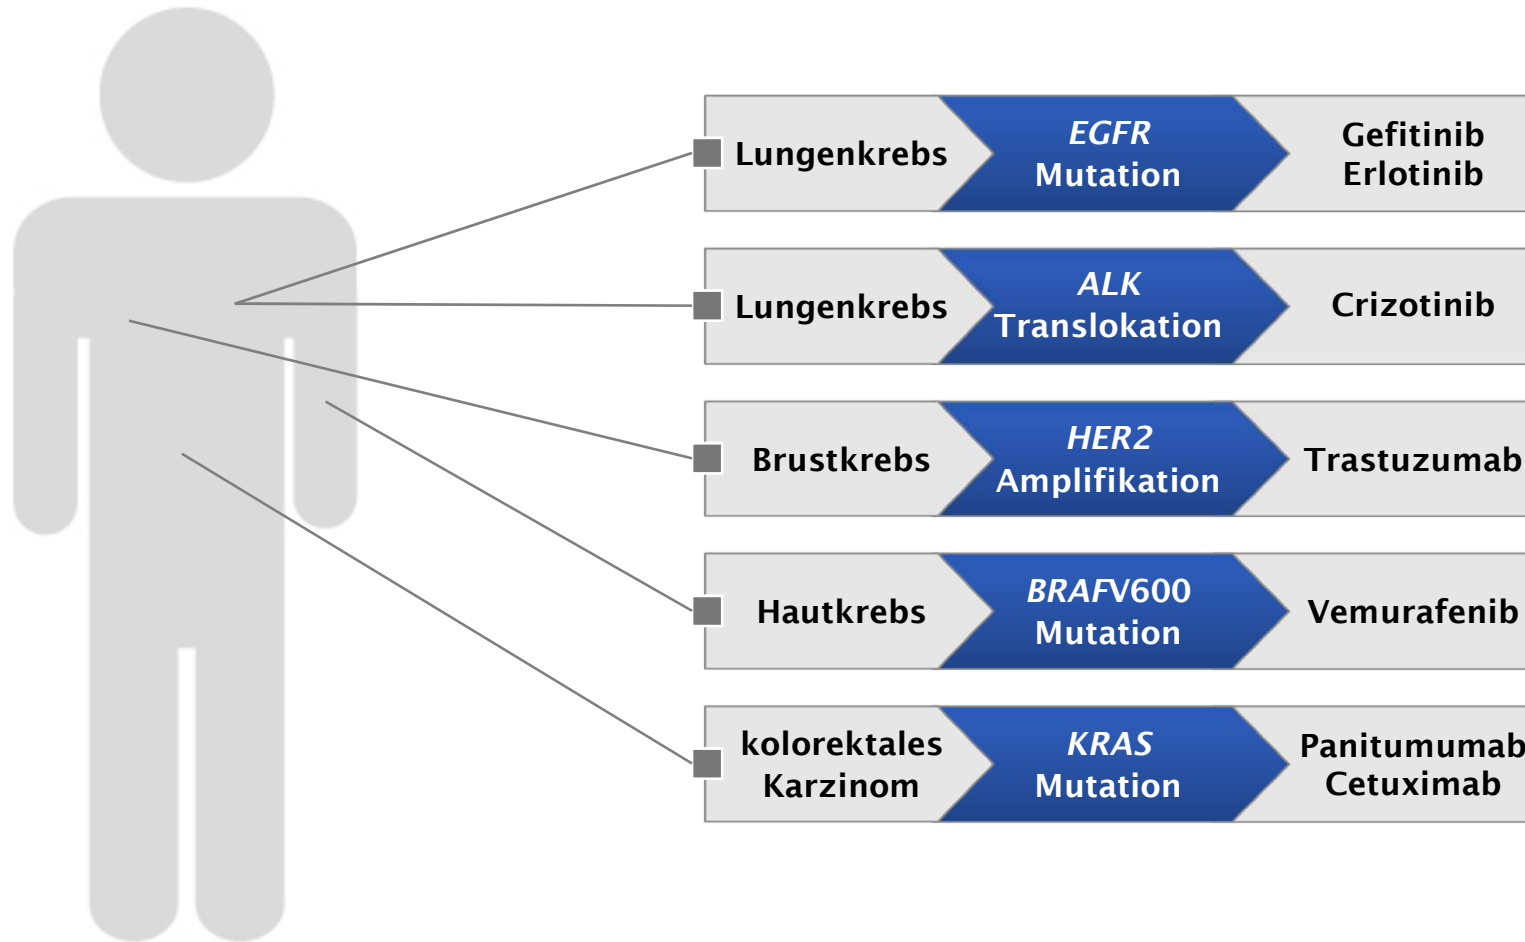 Lungenkrebs
EGFR
Mutation
Gefitinib
Erlotinib
Lungenkrebs
ALK
Translokation
Crizotinib
Brustkrebs
HER2
Amplifikation
Trastuzumab
Hautkrebs
BRAFV600
Mutation
Vemurafenib
kolorektales
Karzinom
KRAS
Mutation
Panitumumab
Cetuximab